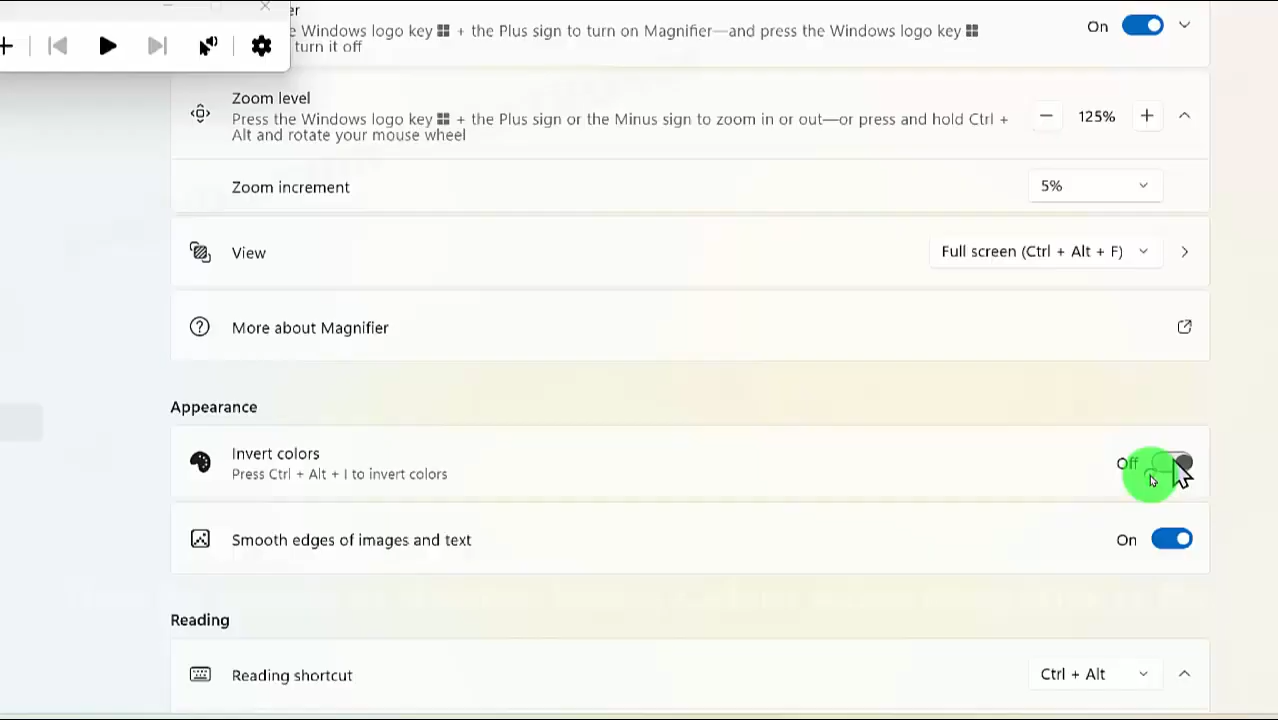 er
e Windows logo key + the Plus sign to turn on Magnifier—and press the Windows logo key
turn it off
On
Zoom level
Press the Windows logo key + the Plus sign or the Minus sign to zoom in or out—or press and hold Ctrl +
Alt and rotate your mouse wheel
125%
Zoom increment
5%
View
Full screen (Ctrl + Alt + F)
More about Magnifier
Appearance
Invert colors
Press Ctrl + Alt + I to invert colors
Off
Smooth edges of images and text
On
Reading
Reading shortcut
Ctrl + Alt